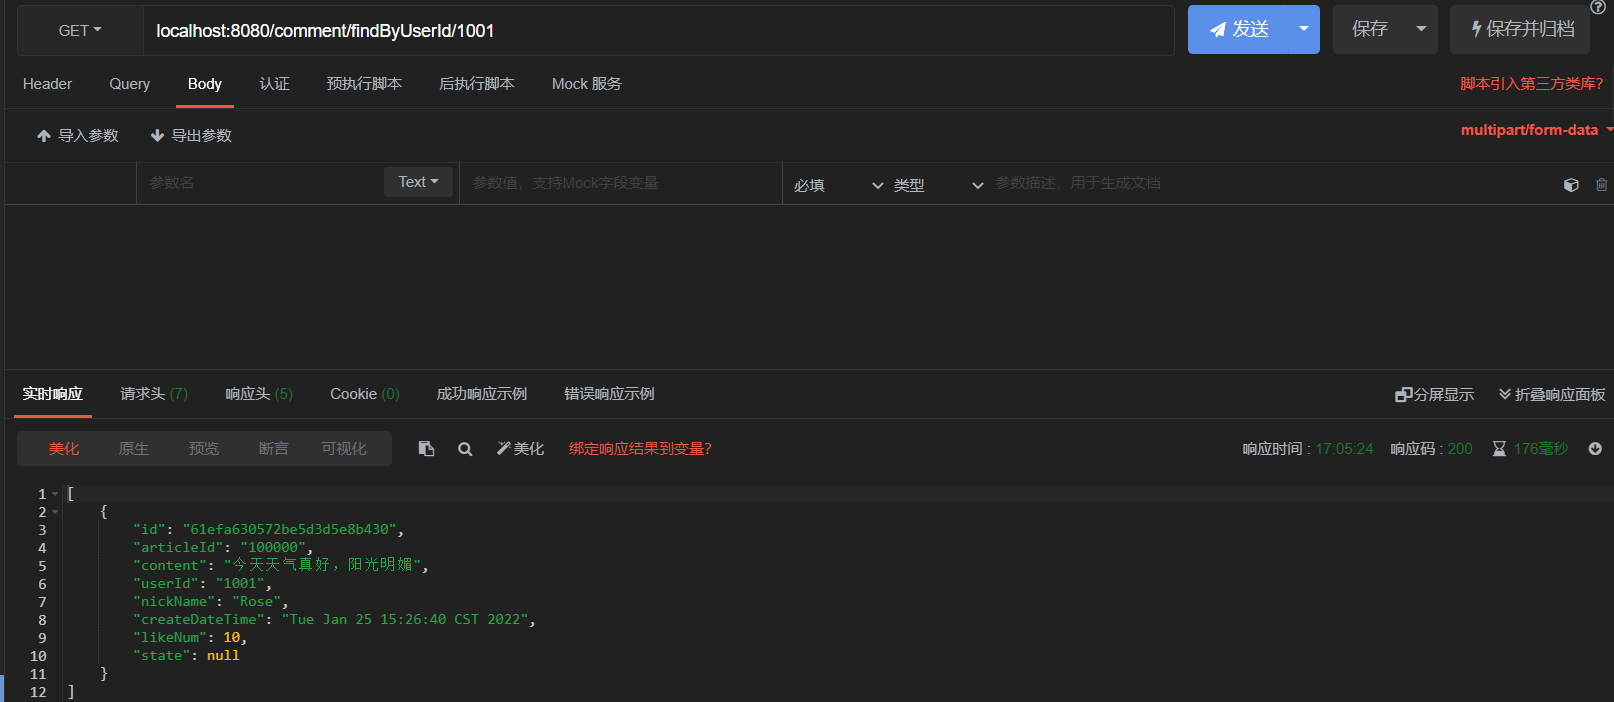 GET localhost:8080/comment/findByUserId/1001 发送 保存 保存并归档
Header Query Body 认证 预执行脚本 后执行脚本 Mock 服务 脚本引入第三方类库?
导入参数 导出参数 multipart/form-data
参数名 Text 参数值，支持Mock字段变量 必填 类型 参数描述，用于生成文档
实时响应 请求头 (7) 响应头 (5) Cookie (0) 成功响应示例 错误响应示例 分屏显示 折叠响应面板
美化 原生 预览 断言 可视化 美化 绑定响应结果到变量? 响应时间 : 17:05:24 响应码 : 200 176毫秒
1 [
2 {
3 "id": "61efa630572be5d3d5e8b430",
4 "articleId": "100000",
5 "content": "今天天气真好，阳光明媚",
6 "userId": "1001",
7 "nickName": "Rose",
8 "createDateTime": "Tue Jan 25 15:26:40 CST 2022",
9 "likeNum": 10,
10 "state": null
11 }
12 ]